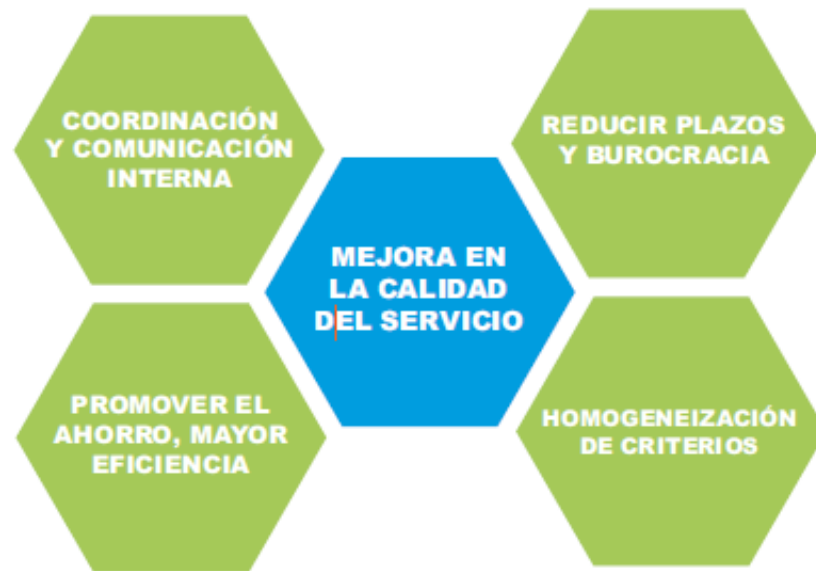 COORDINACIÓN
Y COMUNICACIÓN
INTERNA
REDUCIR PLAZOS
Y BUROCRACIA
MEJORA EN
LA CALIDAD
DEL SERVICIO
PROMOVER EL
AHORRO, MAYOR
EFICIENCIA
HOMOGENEIZACIÓN
DE CRITERIOS